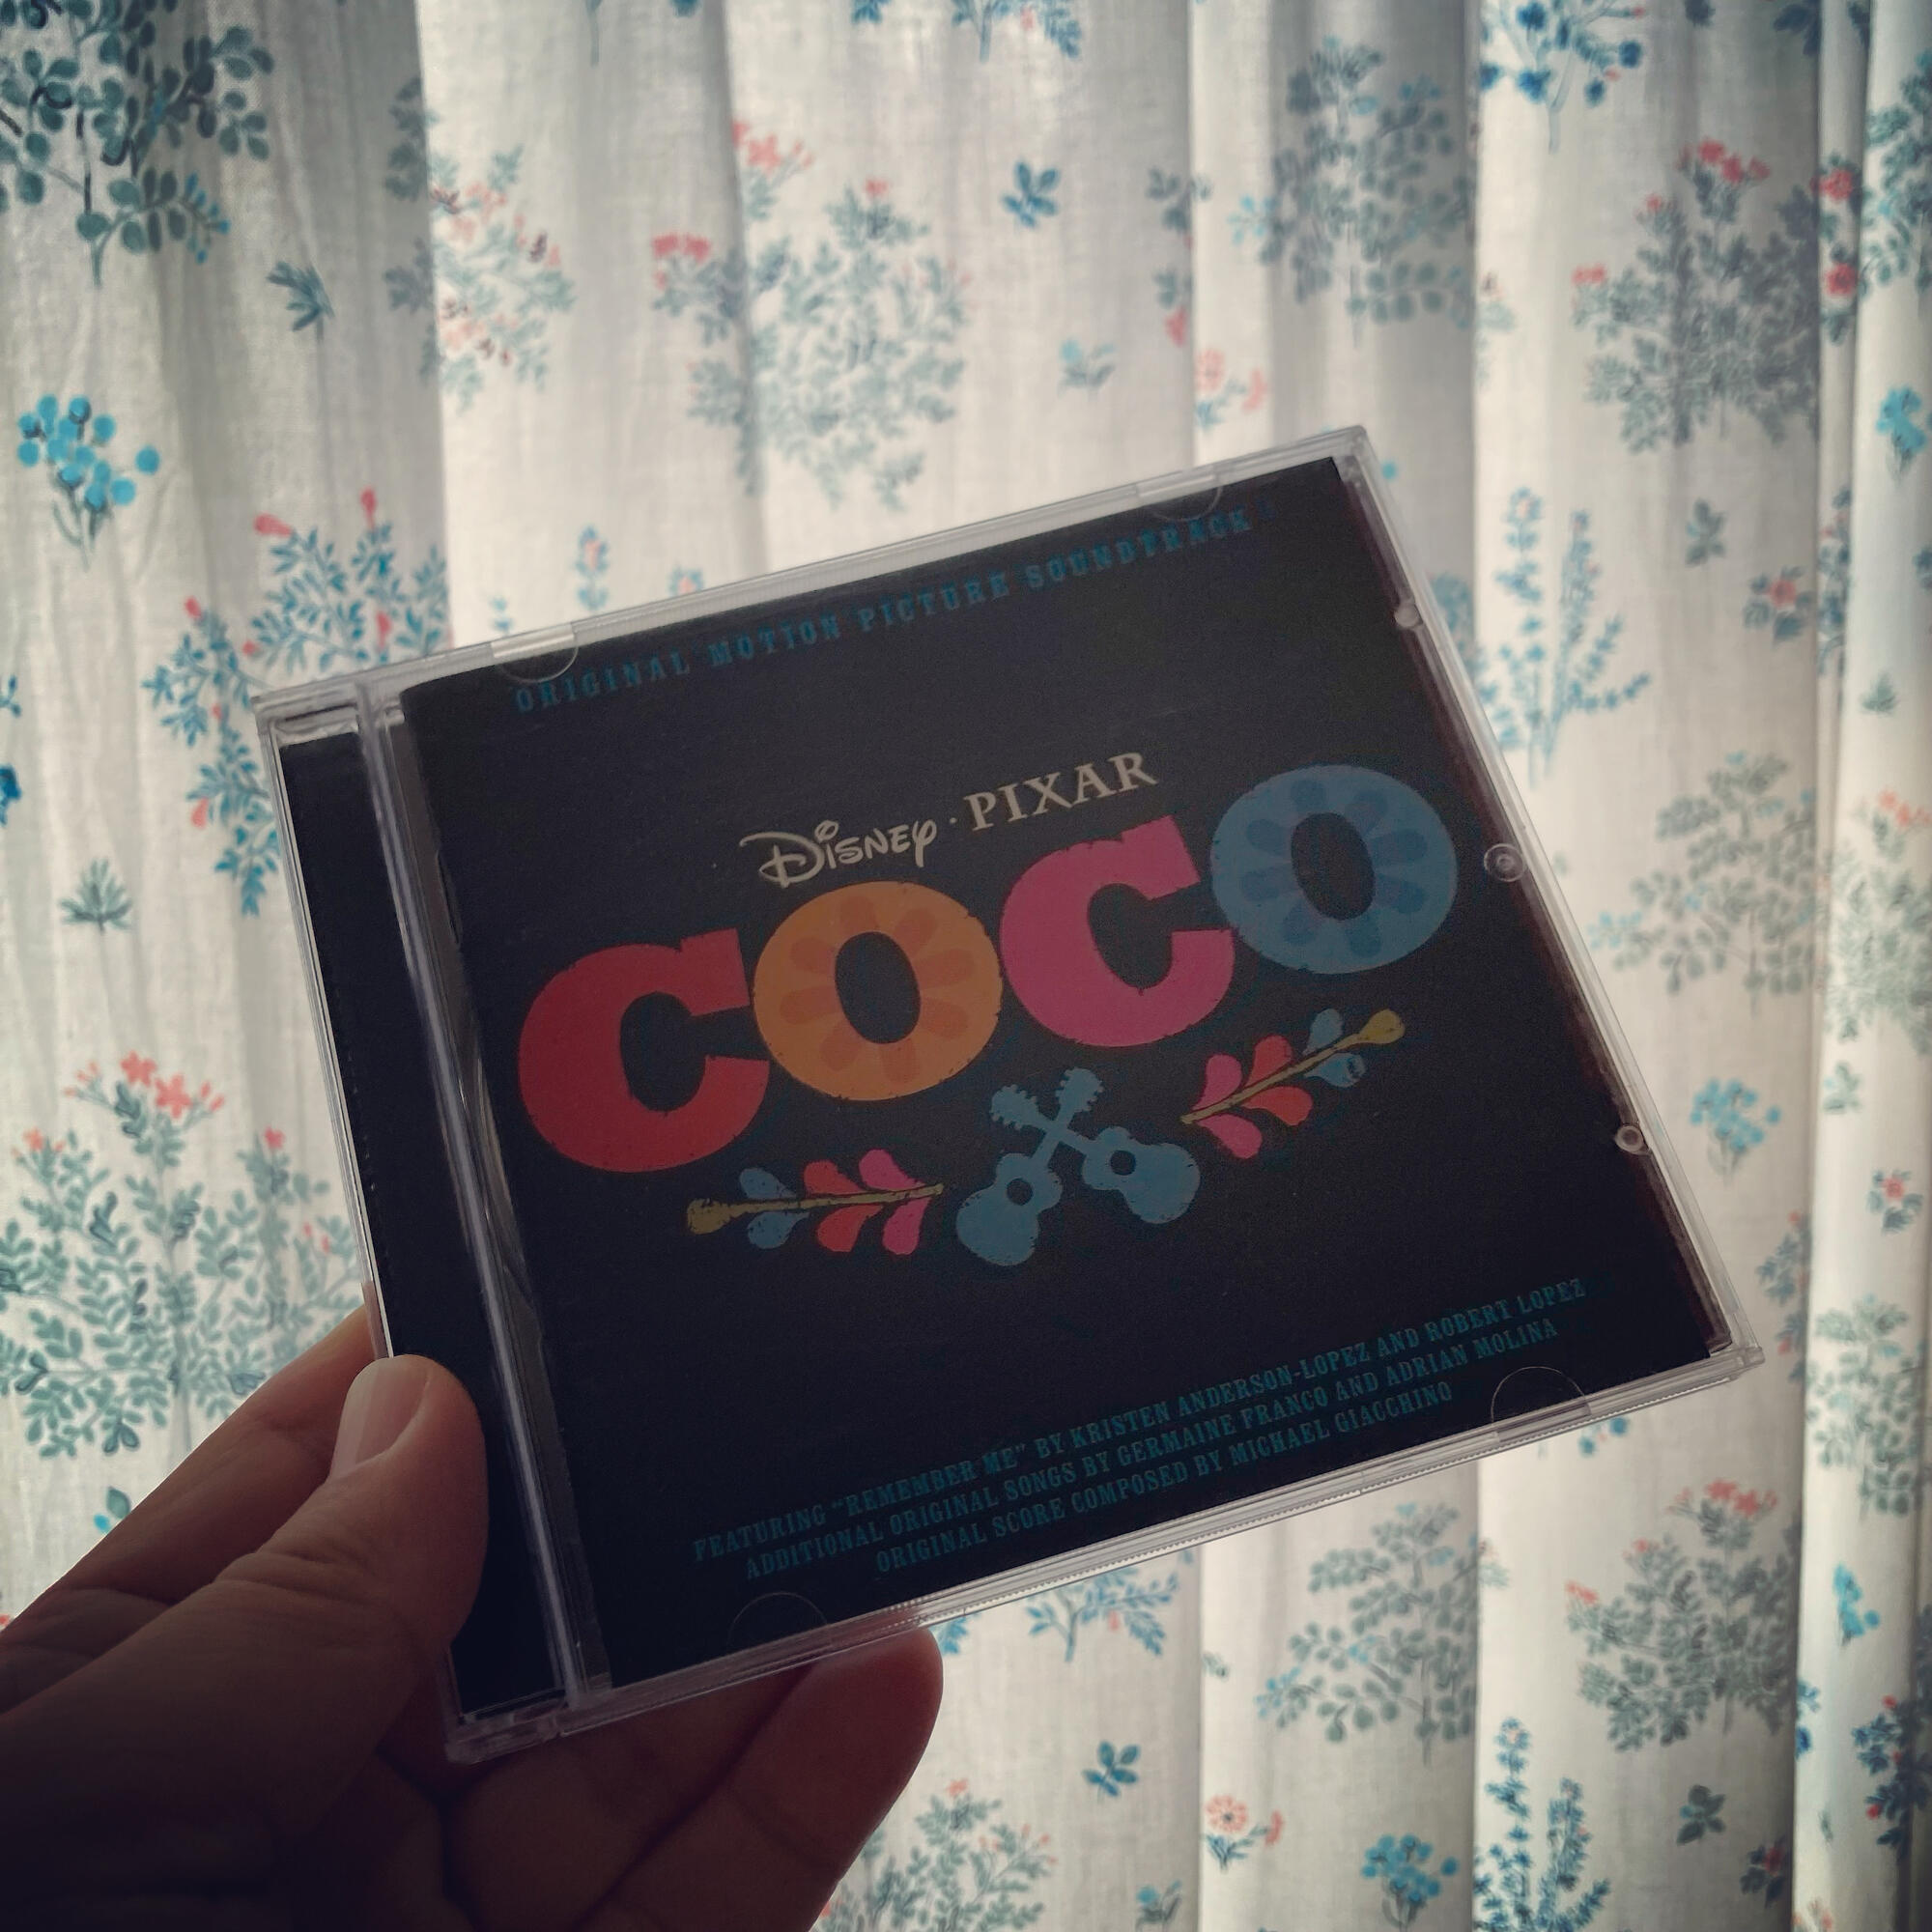 ORIGINAL MOTION PICTURE SOUNDTRACK
DISNEY · PIXAR
COCO
FEATURING "REMEMBER ME" BY KRISTEN ANDERSON-LOPEZ AND ROBERT LOPEZ
ADDITIONAL ORIGINAL SONGS BY GERMAINE FRANCO AND ADRIAN MOLINA
ORIGINAL SCORE COMPOSED BY MICHAEL GIACCHINO